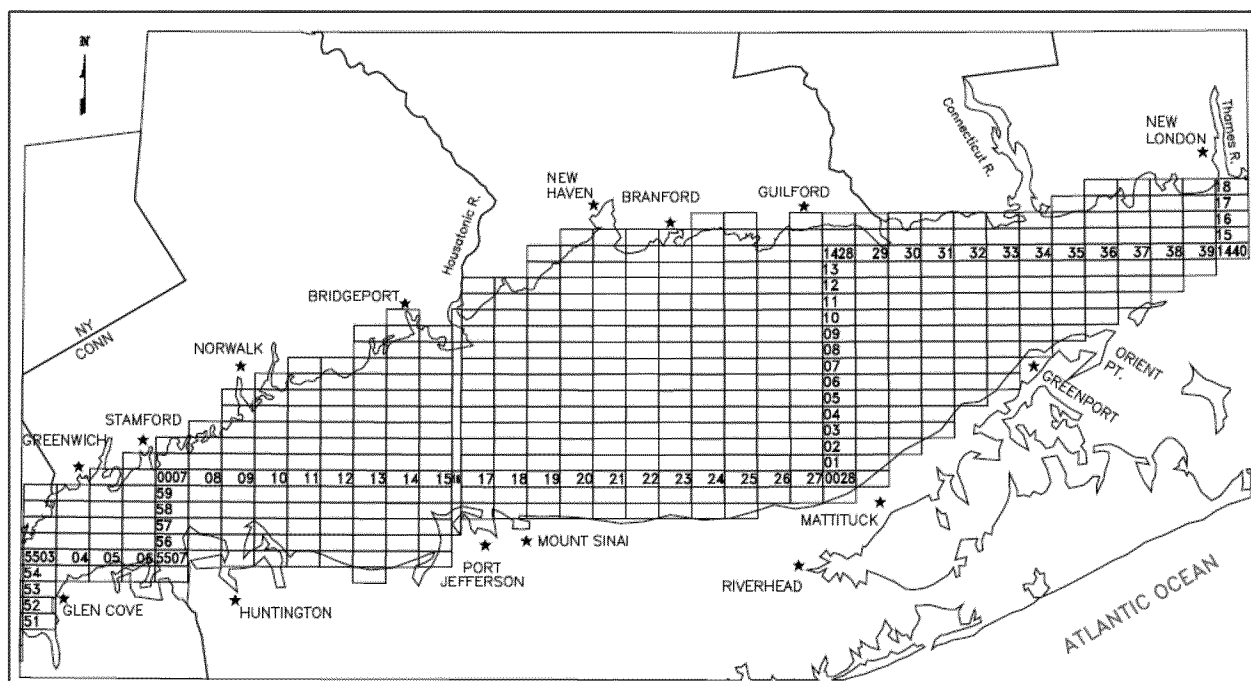 N
NEW LONDON
Thames R.
Connecticut R.
NEW HAVEN
BRANFORD
GUILFORD
Housatonic R.
8
17
16
15
1428 29 30 31 32 33 34 35 36 37 38 39 1440
13
12
11
10
09
08
07
06
05
04
03
02
01
BRIDGEPORT
NY
CONN
NORWALK
STAMFORD
GREENWICH
ORIENT PT.
GREENPORT
0007 08 09 10 11 12 13 14 15 16 17 18 19 20 21 22 23 24 25 26 27 0028
59
58
57
56
5503 04 05 06 5507
54
53
52
51
MATTITUCK
MOUNT SINAI
PORT JEFFERSON
RIVERHEAD
GLEN COVE
HUNTINGTON
ATLANTIC OCEAN